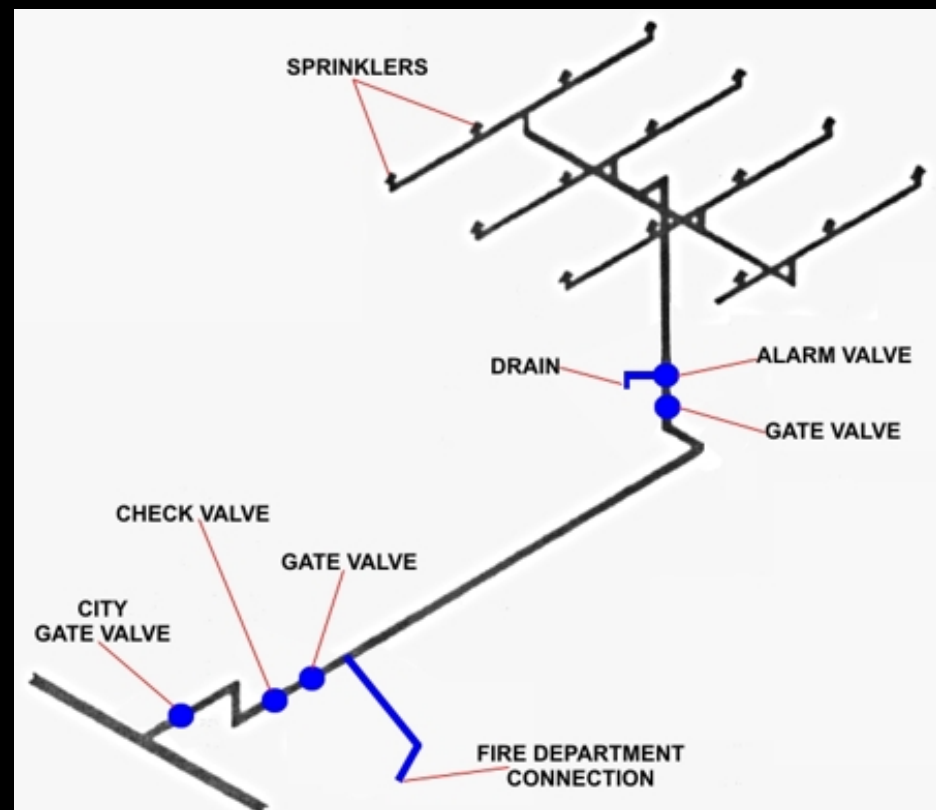 SPRINKLERS
DRAIN
ALARM VALVE
GATE VALVE
CHECK VALVE
GATE VALVE
CITY
GATE VALVE
FIRE DEPARTMENT
CONNECTION